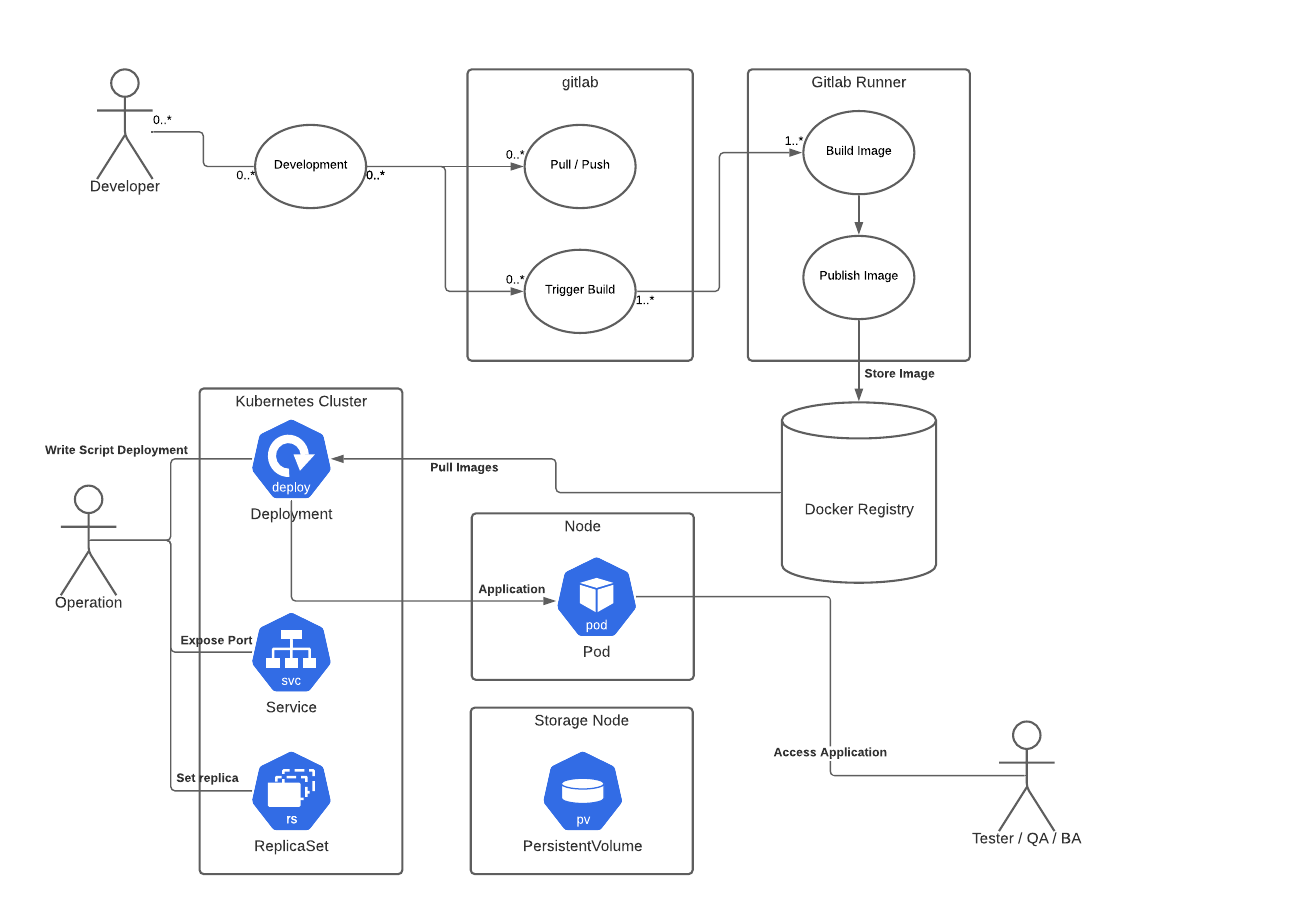 gitlab
Gitlab Runner
0..*
Developer
0..*
Development
0..*
0..*
Pull / Push
0..*
Trigger Build
1..*
1..*
Build Image
Publish Image
Store Image
Kubernetes Cluster
Write Script Deployment
deploy
Deployment
Pull Images
Docker Registry
Operation
Node
Application
pod
Pod
Expose Port
svc
Service
Storage Node
Set replica
rs
ReplicaSet
pv
PersistentVolume
Access Application
Tester / QA / BA